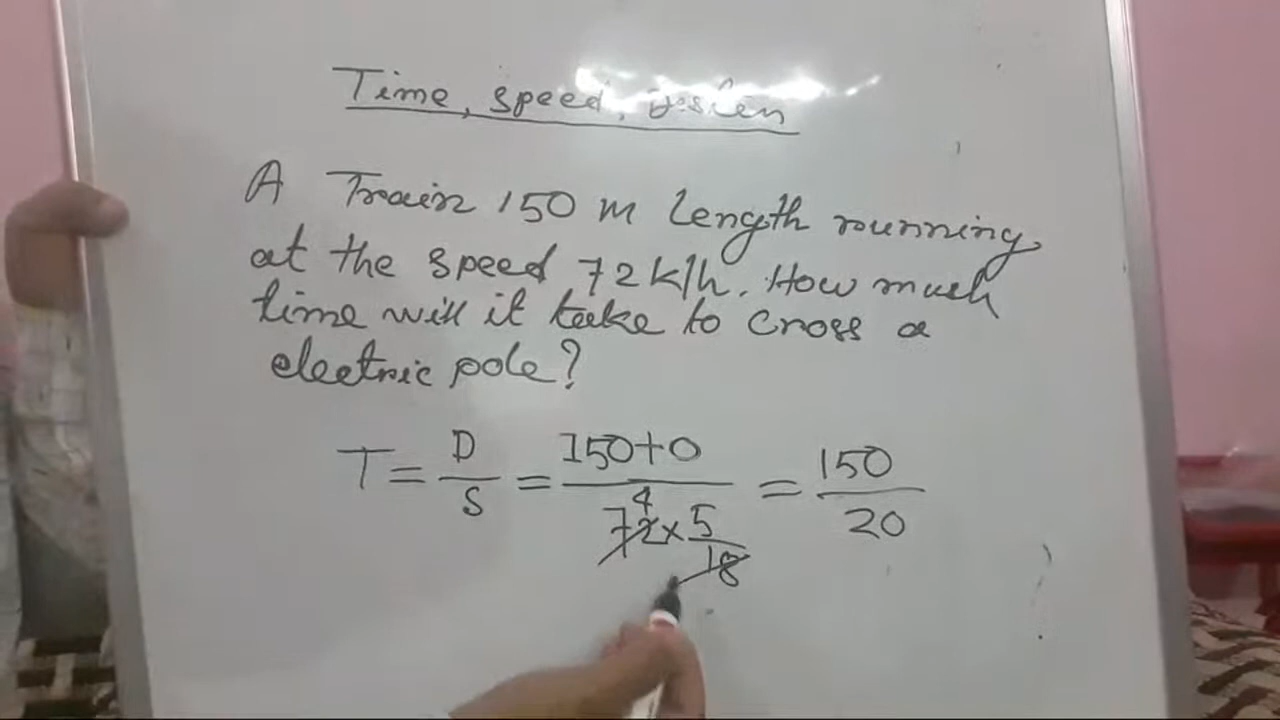 Time, speed,
A Train 150 m length running
at the speed 72k/h. How much
time will it take to cross a
electric pole?
T = D/S = 150+0/72 4 × 5/18 = 150/20